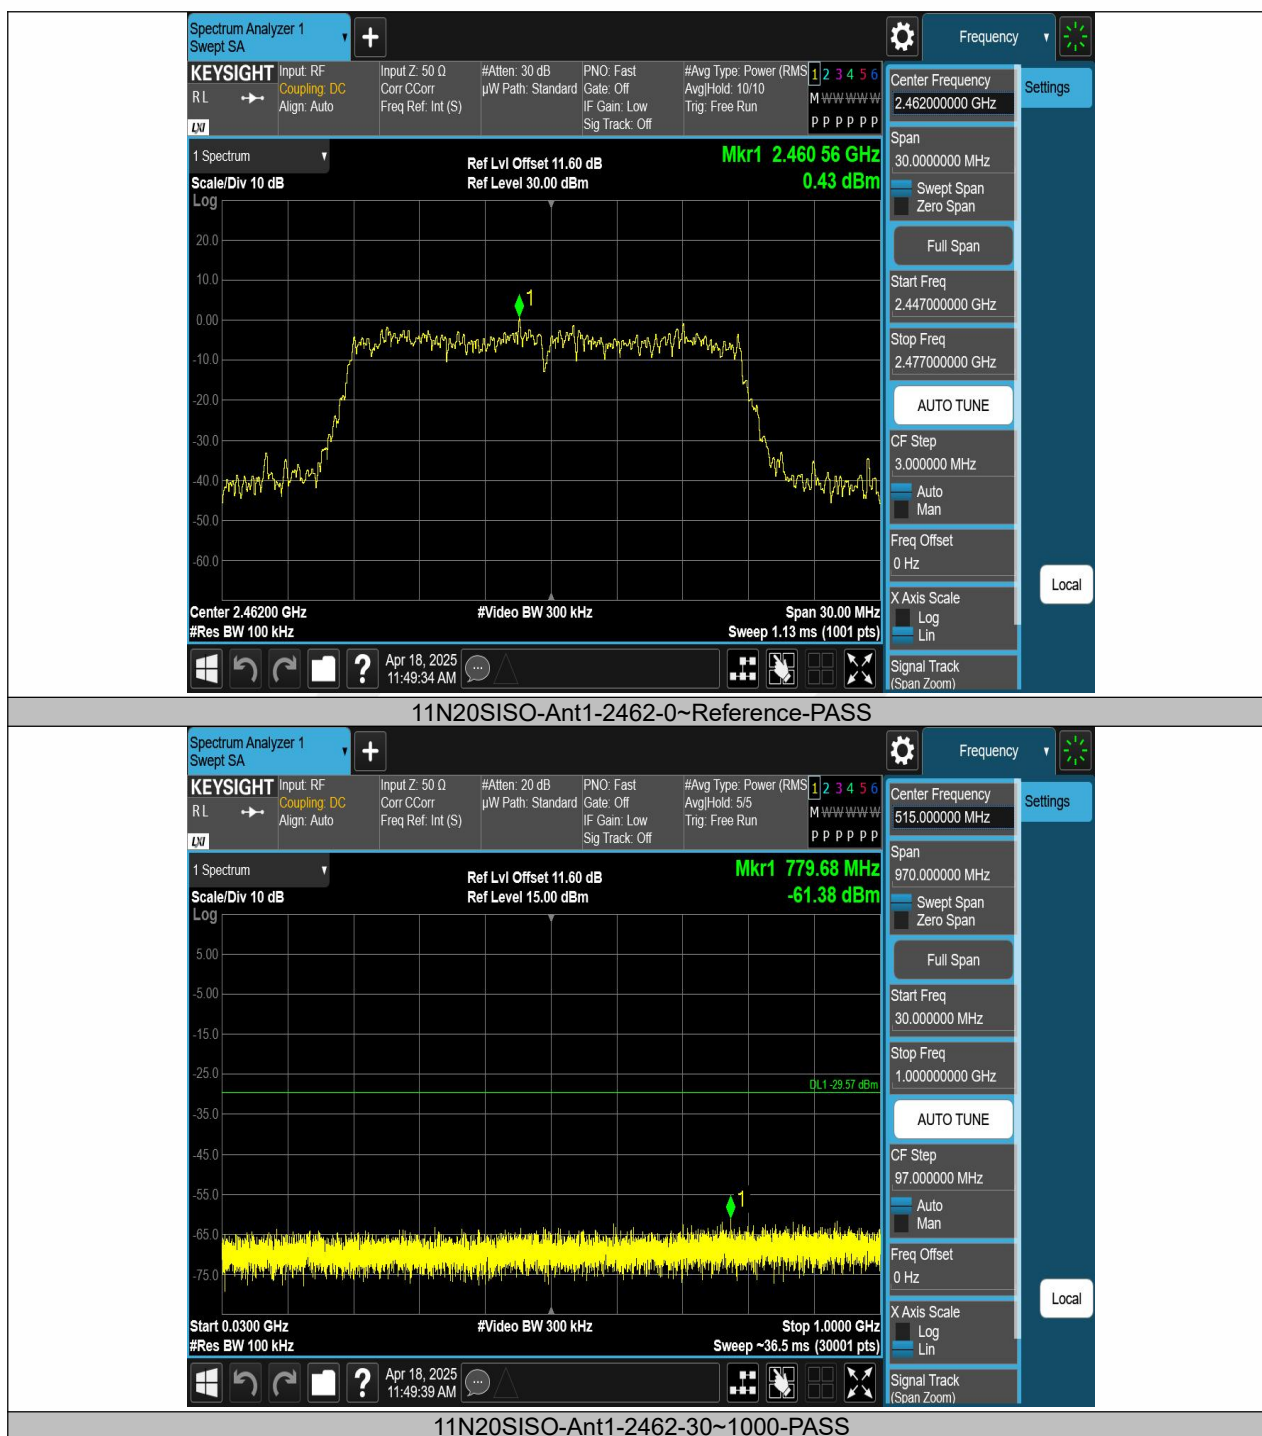 Spectrum Analyzer 1
Swept SA
Frequency
KEYSIGHT
R L
LXI
Input: RF
Coupling: DC
Align: Auto
Input Z: 50 Ω
Corr CCorr
Freq Ref: Int (S)
#Atten: 30 dB
µW Path: Standard
PNO: Fast
Gate: Off
IF Gain: Low
Sig Track: Off
#Avg Type: Power (RMS
Avg|Hold: 10/10
Trig: Free Run
1 2 3 4 5 6
M W W W W W
P P P P P P
1 Spectrum
Scale/Div 10 dB
Log
Ref Lvl Offset 11.60 dB
Ref Level 30.00 dBm
Mkr1 2.460 56 GHz
0.43 dBm
20.0
10.0
0.00
-10.0
-20.0
-30.0
-40.0
-50.0
-60.0
1
Center 2.46200 GHz
#Res BW 100 kHz
#Video BW 300 kHz
Span 30.00 MHz
Sweep 1.13 ms (1001 pts)
Apr 18, 2025
11:49:34 AM
Center Frequency
2.462000000 GHz
Settings
Span
30.0000000 MHz
Swept Span
Zero Span
Full Span
Start Freq
2.447000000 GHz
Stop Freq
2.477000000 GHz
AUTO TUNE
CF Step
3.000000 MHz
Auto
Man
Freq Offset
0 Hz
X Axis Scale
Log
Lin
Local
Signal Track
(Span Zoom)
11N20SISO-Ant1-2462-0~Reference-PASS
Spectrum Analyzer 1
Swept SA
Frequency
KEYSIGHT
R L
LXI
Input: RF
Coupling: DC
Align: Auto
Input Z: 50 Ω
Corr CCorr
Freq Ref: Int (S)
#Atten: 20 dB
µW Path: Standard
PNO: Fast
Gate: Off
IF Gain: Low
Sig Track: Off
#Avg Type: Power (RMS
Avg|Hold: 5/5
Trig: Free Run
1 2 3 4 5 6
M W W W W W
P P P P P P
1 Spectrum
Scale/Div 10 dB
Log
Ref Lvl Offset 11.60 dB
Ref Level 15.00 dBm
Mkr1 779.68 MHz
-61.38 dBm
5.00
-5.00
-15.0
-25.0
-35.0
-45.0
-55.0
-65.0
-75.0
DL1 -29.57 dBm
1
Start 0.0300 GHz
#Res BW 100 kHz
#Video BW 300 kHz
Stop 1.0000 GHz
Sweep ~36.5 ms (30001 pts)
Apr 18, 2025
11:49:39 AM
Center Frequency
515.000000 MHz
Settings
Span
970.000000 MHz
Swept Span
Zero Span
Full Span
Start Freq
30.000000 MHz
Stop Freq
1.000000000 GHz
AUTO TUNE
CF Step
97.000000 MHz
Auto
Man
Freq Offset
0 Hz
X Axis Scale
Log
Lin
Local
Signal Track
(Span Zoom)
11N20SISO-Ant1-2462-30~1000-PASS